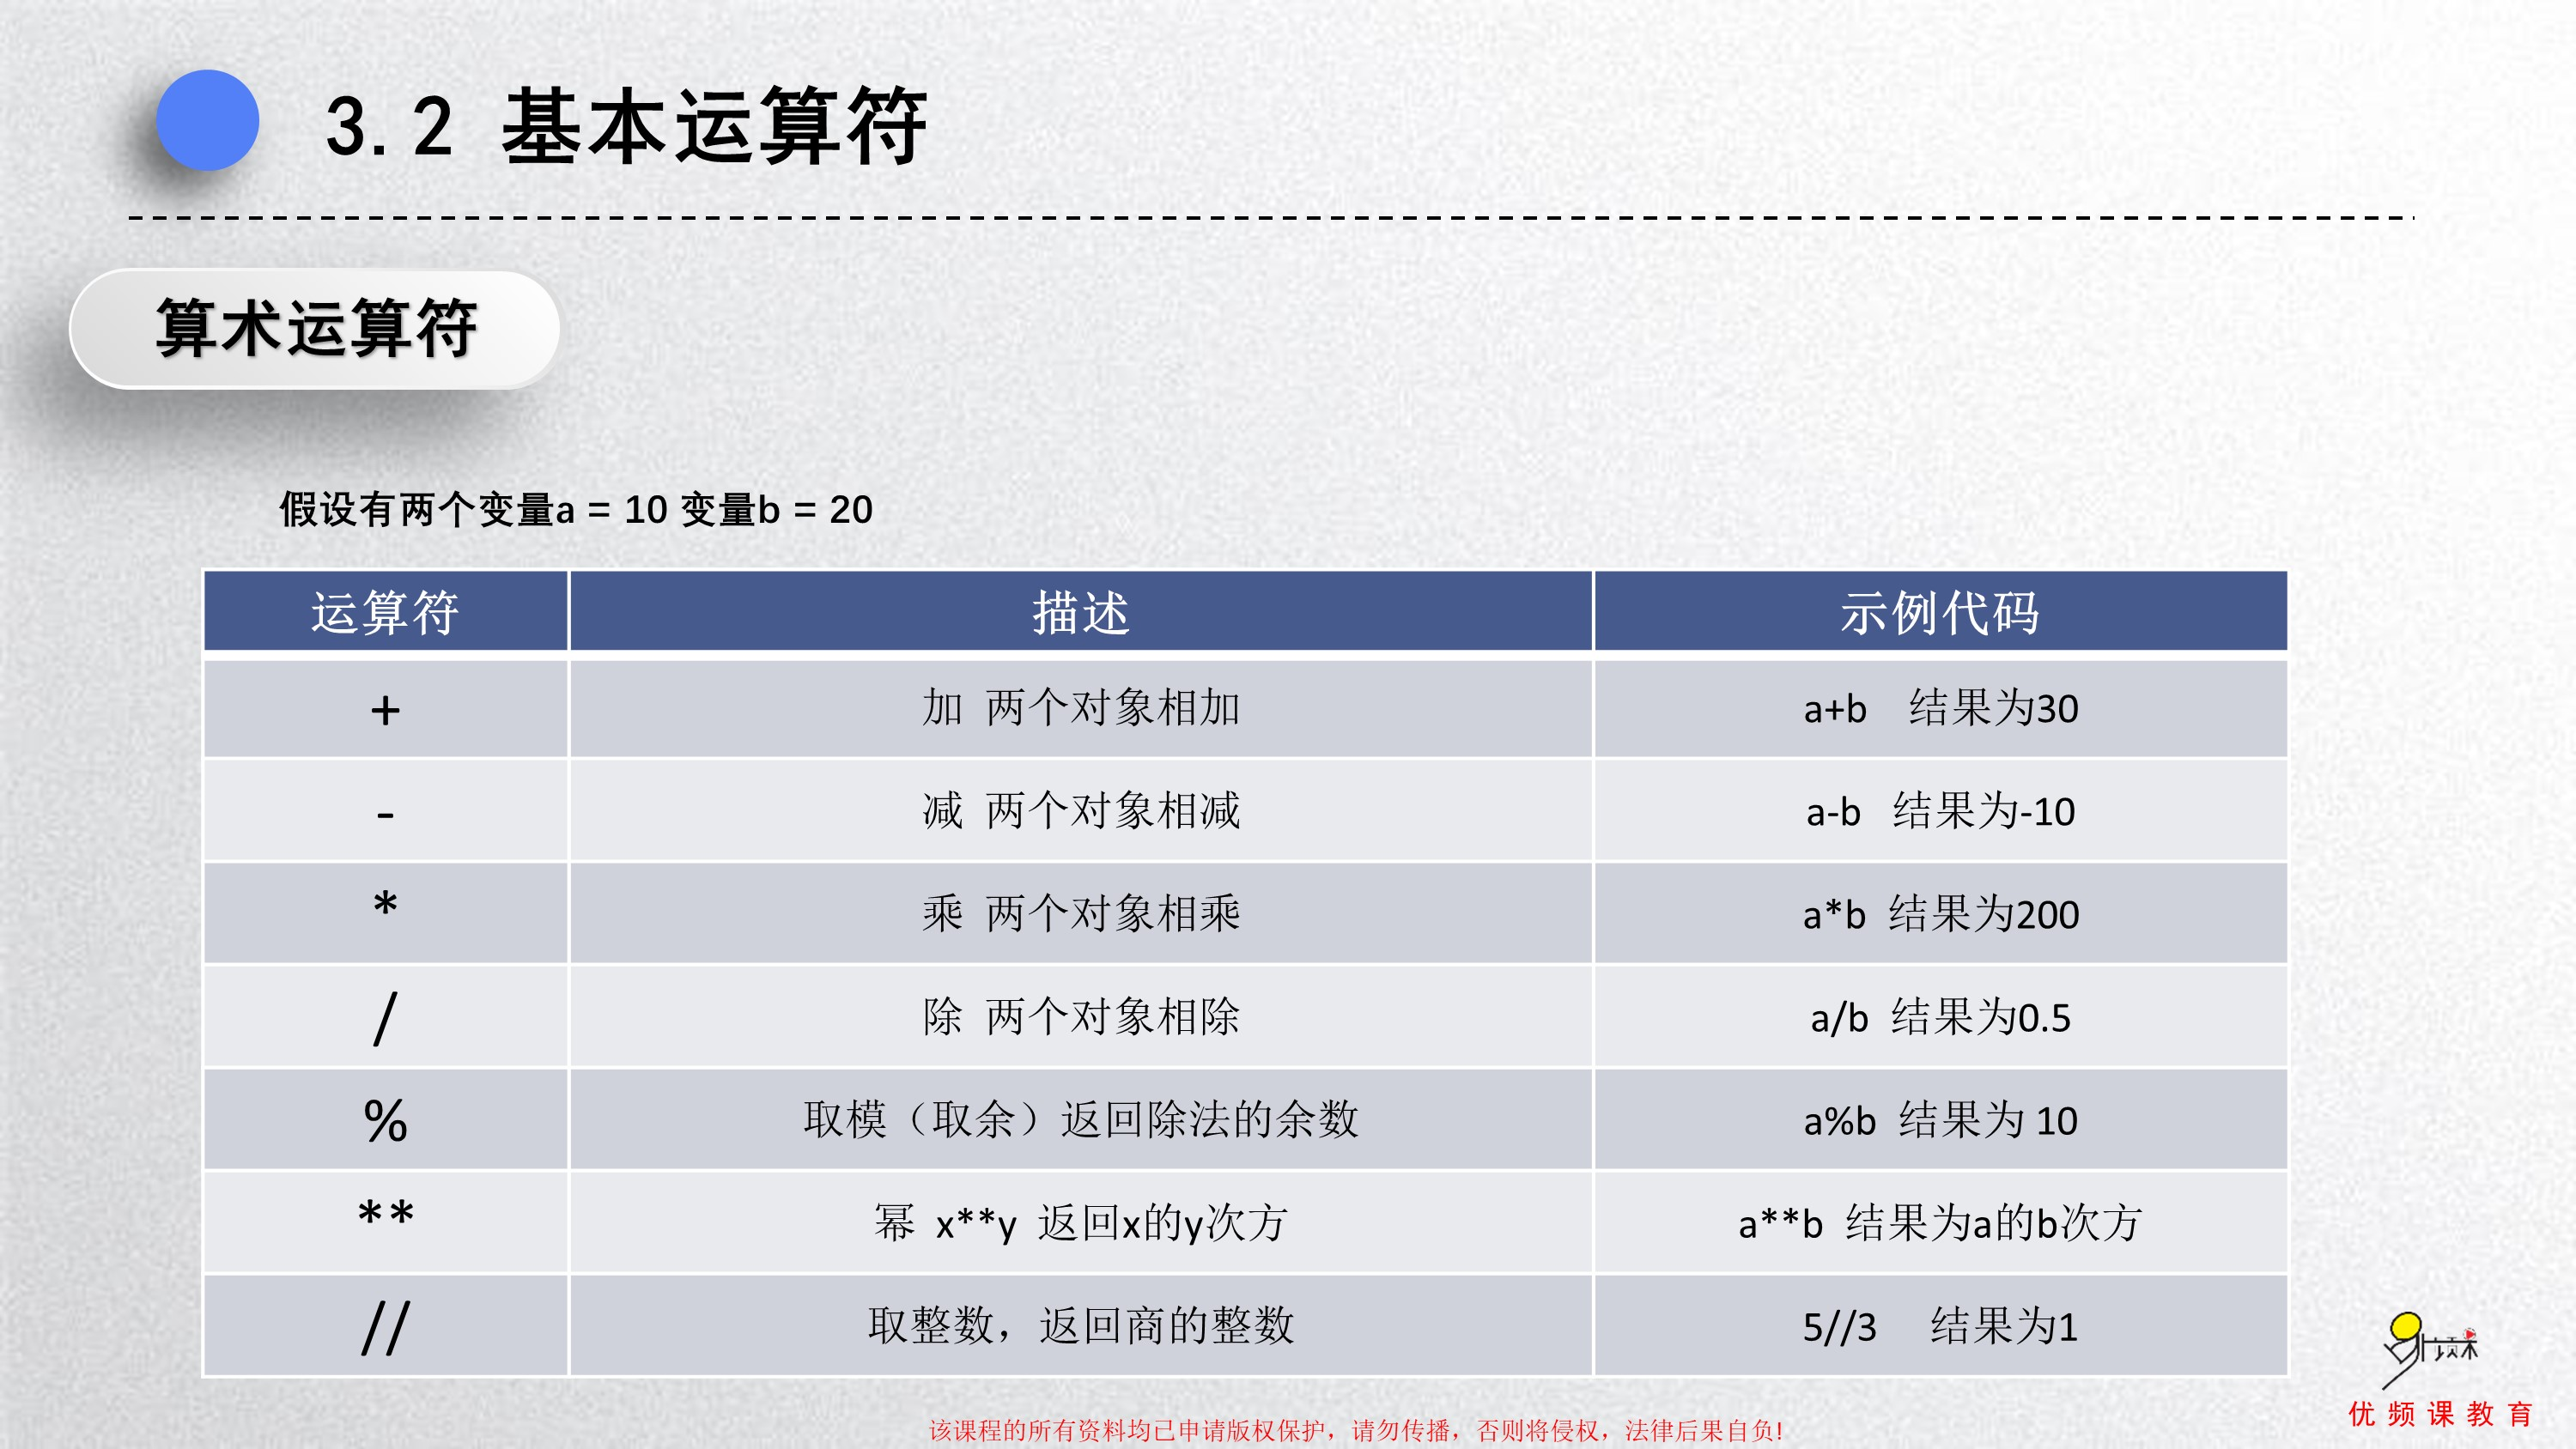 3.2 基本运算符
算术运算符
假设有两个变量a = 10 变量b = 20
运算符 描述 示例代码
+ 加 两个对象相加 a+b 结果为30
- 减 两个对象相减 a-b 结果为-10
* 乘 两个对象相乘 a*b 结果为200
/ 除 两个对象相除 a/b 结果为0.5
% 取模（取余）返回除法的余数 a%b 结果为 10
** 幂 x**y 返回x的y次方 a**b 结果为a的b次方
// 取整数，返回商的整数 5//3 结果为1
优频课教育
该课程的所有资料均已申请版权保护，请勿传播，否则将侵权，法律后果自负!